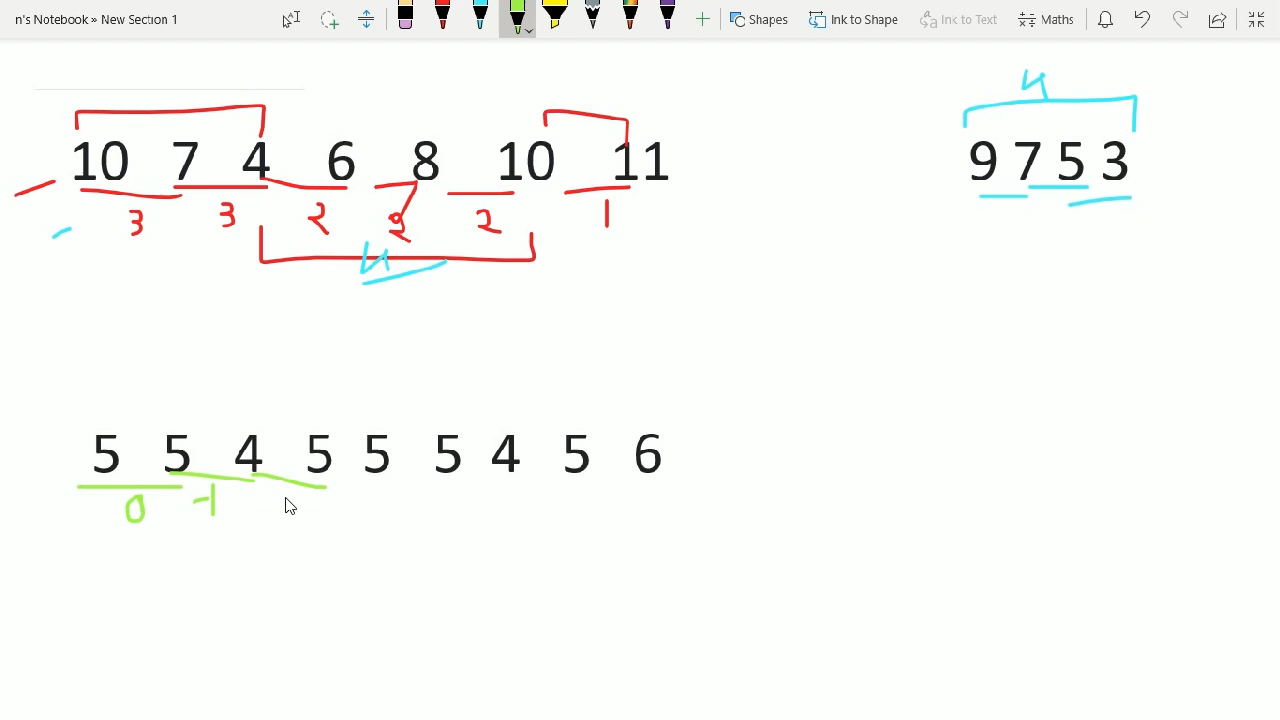 n's Notebook » New Section 1
Shapes
Ink to Shape
Ink to Text
Maths
4
10 7 4 6 8 10 11
9 7 5 3
3 3 2 2 2 1
4
5 5 4 5 5 5 4 5 6
0 -1